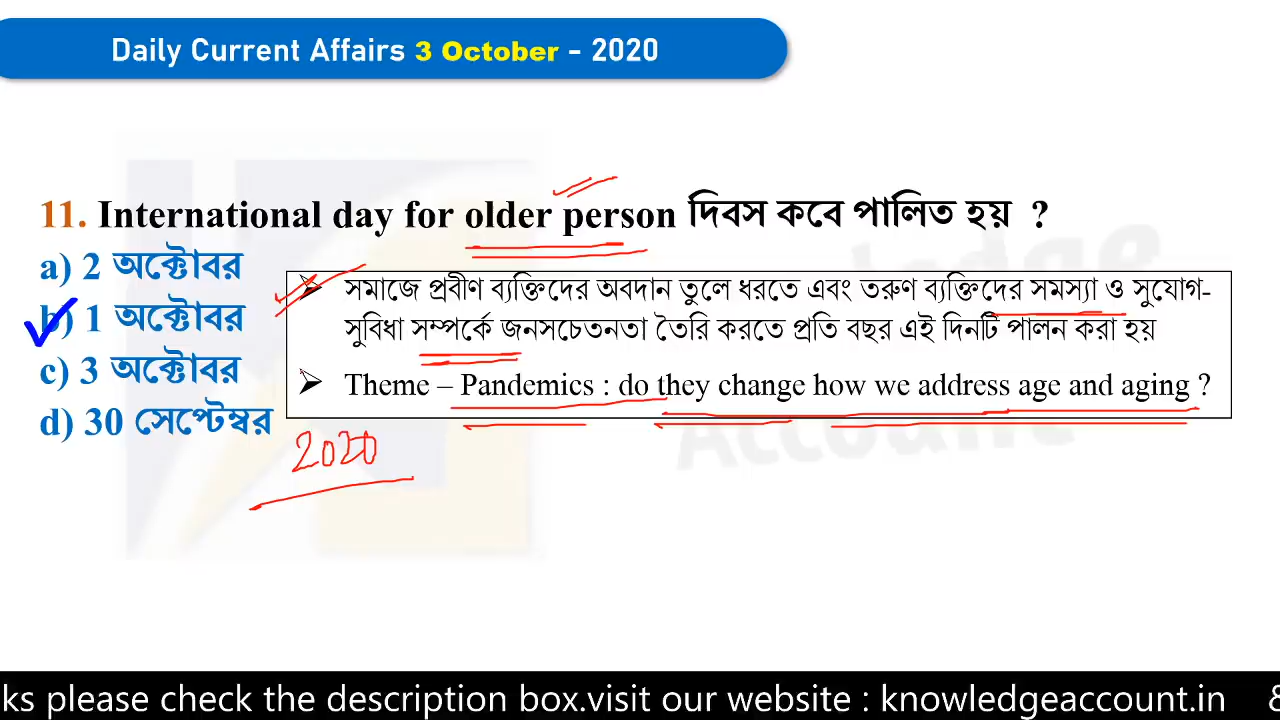 Daily Current Affairs 3 October - 2020
11. International day for older person দিবস কবে পালিত হয় ?
a) 2 অক্টোবর
b) 1 অক্টোবর
c) 3 অক্টোবর
d) 30 সেপ্টেম্বর
সমাজে প্রবীণ ব্যক্তিদের অবদান তুলে ধরতে এবং তরুণ ব্যক্তিদের সমস্যা ও সুযোগ-
সুবিধা সম্পর্কে জনসচেতনতা তৈরি করতে প্রতি বছর এই দিনটি পালন করা হয়
Theme – Pandemics : do they change how we address age and aging ?
2020
Account
ks please check the description box.visit our website : knowledgeaccount.in